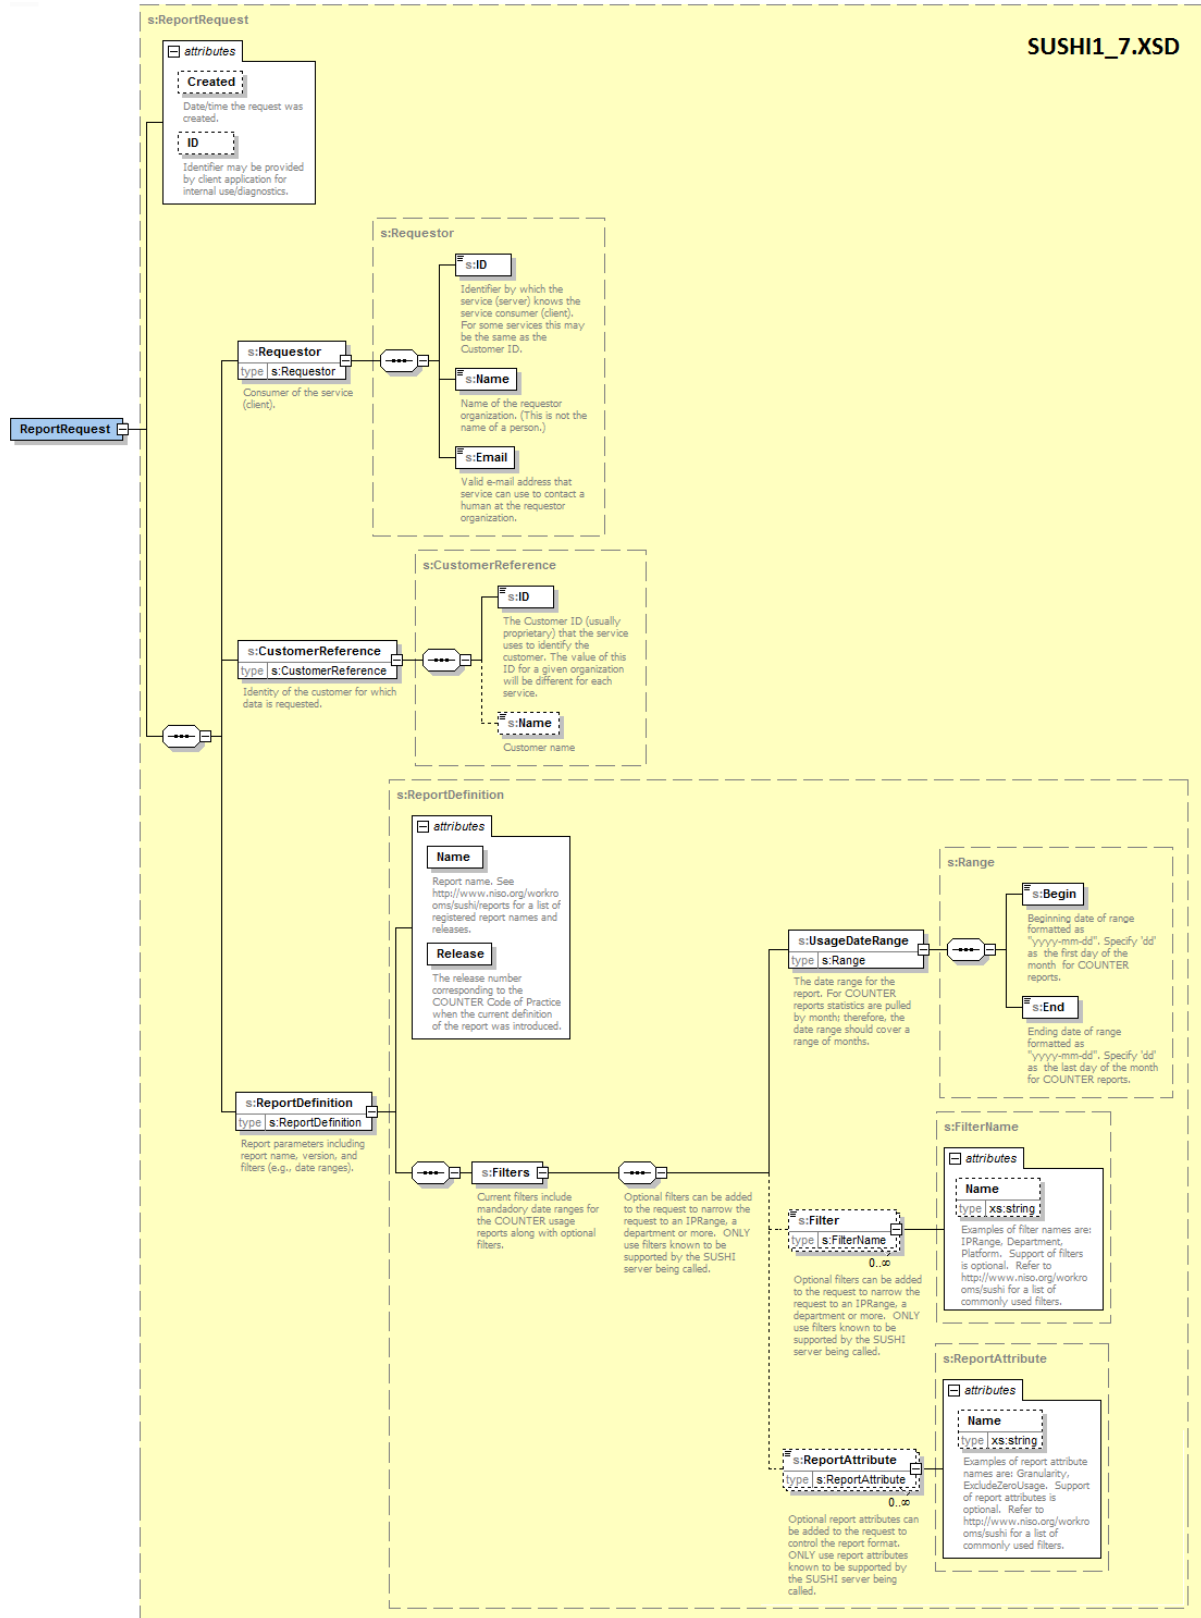 s:ReportRequest
SUSHI1_7.XSD
attributes
Created
Date/time the request was
created.
ID
Identifier may be provided
by client application for
internal use/diagnostics.
s:Requestor
s:ID
Identifier by which the
service (server) knows the
service consumer (client).
For some services this may
be the same as the
Customer ID.
s:Requestor
type s:Requestor
Consumer of the service
(client).
s:Name
Name of the requestor
organization. (This is not the
name of a person.)
ReportRequest
s:Email
Valid e-mail address that
service can use to contact a
human at the requestor
organization.
s:CustomerReference
s:ID
The Customer ID (usually
proprietary) that the service
uses to identify the
customer. The value of this
ID for a given organization
will be different for each
service.
s:CustomerReference
type s:CustomerReference
Identity of the customer for which
data is requested.
s:Name
Customer name
s:ReportDefinition
attributes
Name
Report name. See
http://www.niso.org/workro
oms/sushi/reports for a list of
registered report names and
releases.
Release
The release number
corresponding to the
COUNTER Code of Practice
when the current definition
of the report was introduced.
s:Range
s:Begin
Beginning date of range
formatted as
"yyyy-mm-dd". Specify 'dd'
as the first day of the
month for COUNTER
reports.
s:UsageDateRange
type s:Range
The date range for the
report. For COUNTER
reports statistics are pulled
by month; therefore, the
date range should cover a
range of months.
s:End
Ending date of range
formatted as
"yyyy-mm-dd". Specify 'dd'
as the last day of the month
for COUNTER reports.
s:ReportDefinition
type s:ReportDefinition
Report parameters including
report name, version, and
filters (e.g., date ranges).
s:Filters
Current filters include
mandadory date ranges for
the COUNTER usage
reports along with optional
filters.
Optional filters can be added
to the request to narrow the
request to an IPRange, a
department or more. ONLY
use filters known to be
supported by the SUSHI
server being called.
s:FilterName
attributes
Name
type xs:string
Examples of filter names are:
IPRange, Department,
Platform. Support of filters
is optional. Refer to
http://www.niso.org/workro
oms/sushi for a list of
commonly used filters.
s:Filter
type s:FilterName
0..∞
Optional filters can be added
to the request to narrow the
request to an IPRange, a
department or more. ONLY
use filters known to be
supported by the SUSHI
server being called.
s:ReportAttribute
attributes
Name
type xs:string
Examples of report attribute
names are: Granularity,
ExcludeZeroUsage. Support
of report attributes is
optional. Refer to
http://www.niso.org/workro
oms/sushi for a list of
commonly used filters.
s:ReportAttribute
type s:ReportAttribute
0..∞
Optional report attributes can
be added to the request to
control the report format.
ONLY use report attributes
known to be supported by
the SUSHI server being
called.